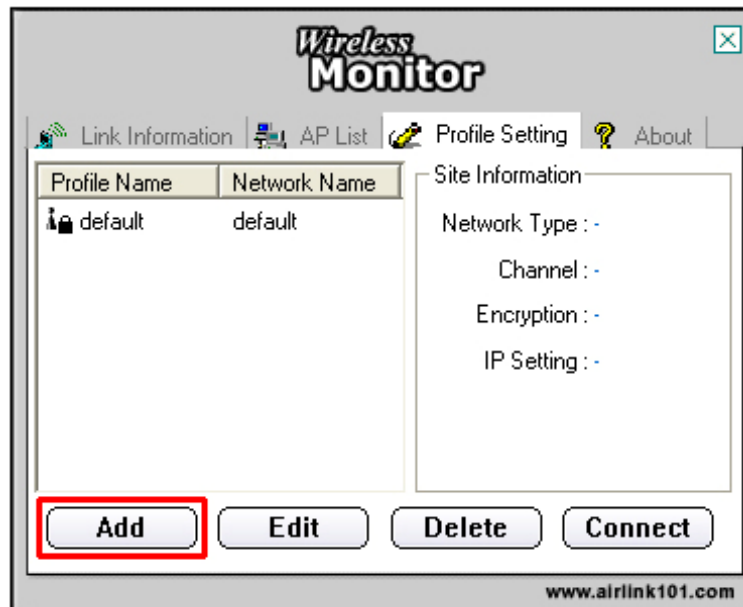 Wireless
Monitor
Link Information AP List Profile Setting About
Profile Name Network Name
default default
Site Information
Network Type : -
Channel : -
Encryption : -
IP Setting : -
Add Edit Delete Connect
www.airlink101.com